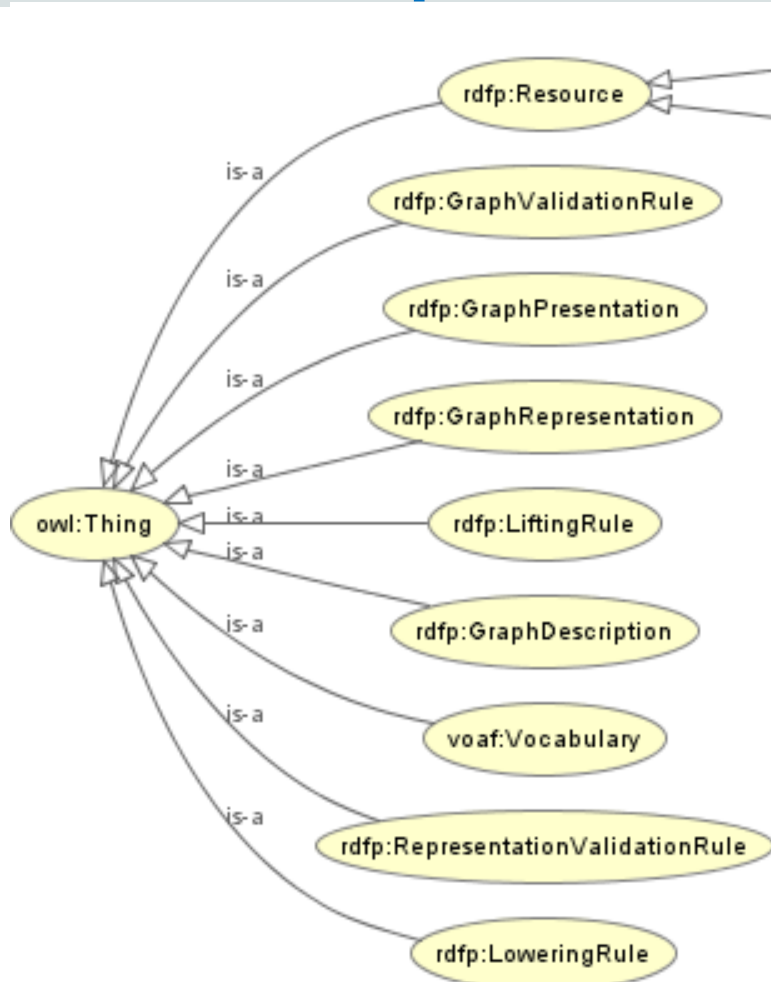 rdfp:Resource
is-a
rdfp:GraphValidationRule
is-a
rdfp:GraphPresentation
is-a
rdfp:GraphRepresentation
is-a
owl:Thing
is-a
rdfp:LiftingRule
is-a
rdfp:GraphDescription
is-a
voaf:Vocabulary
is-a
rdfp:RepresentationValidationRule
is-a
rdfp:LoweringRule